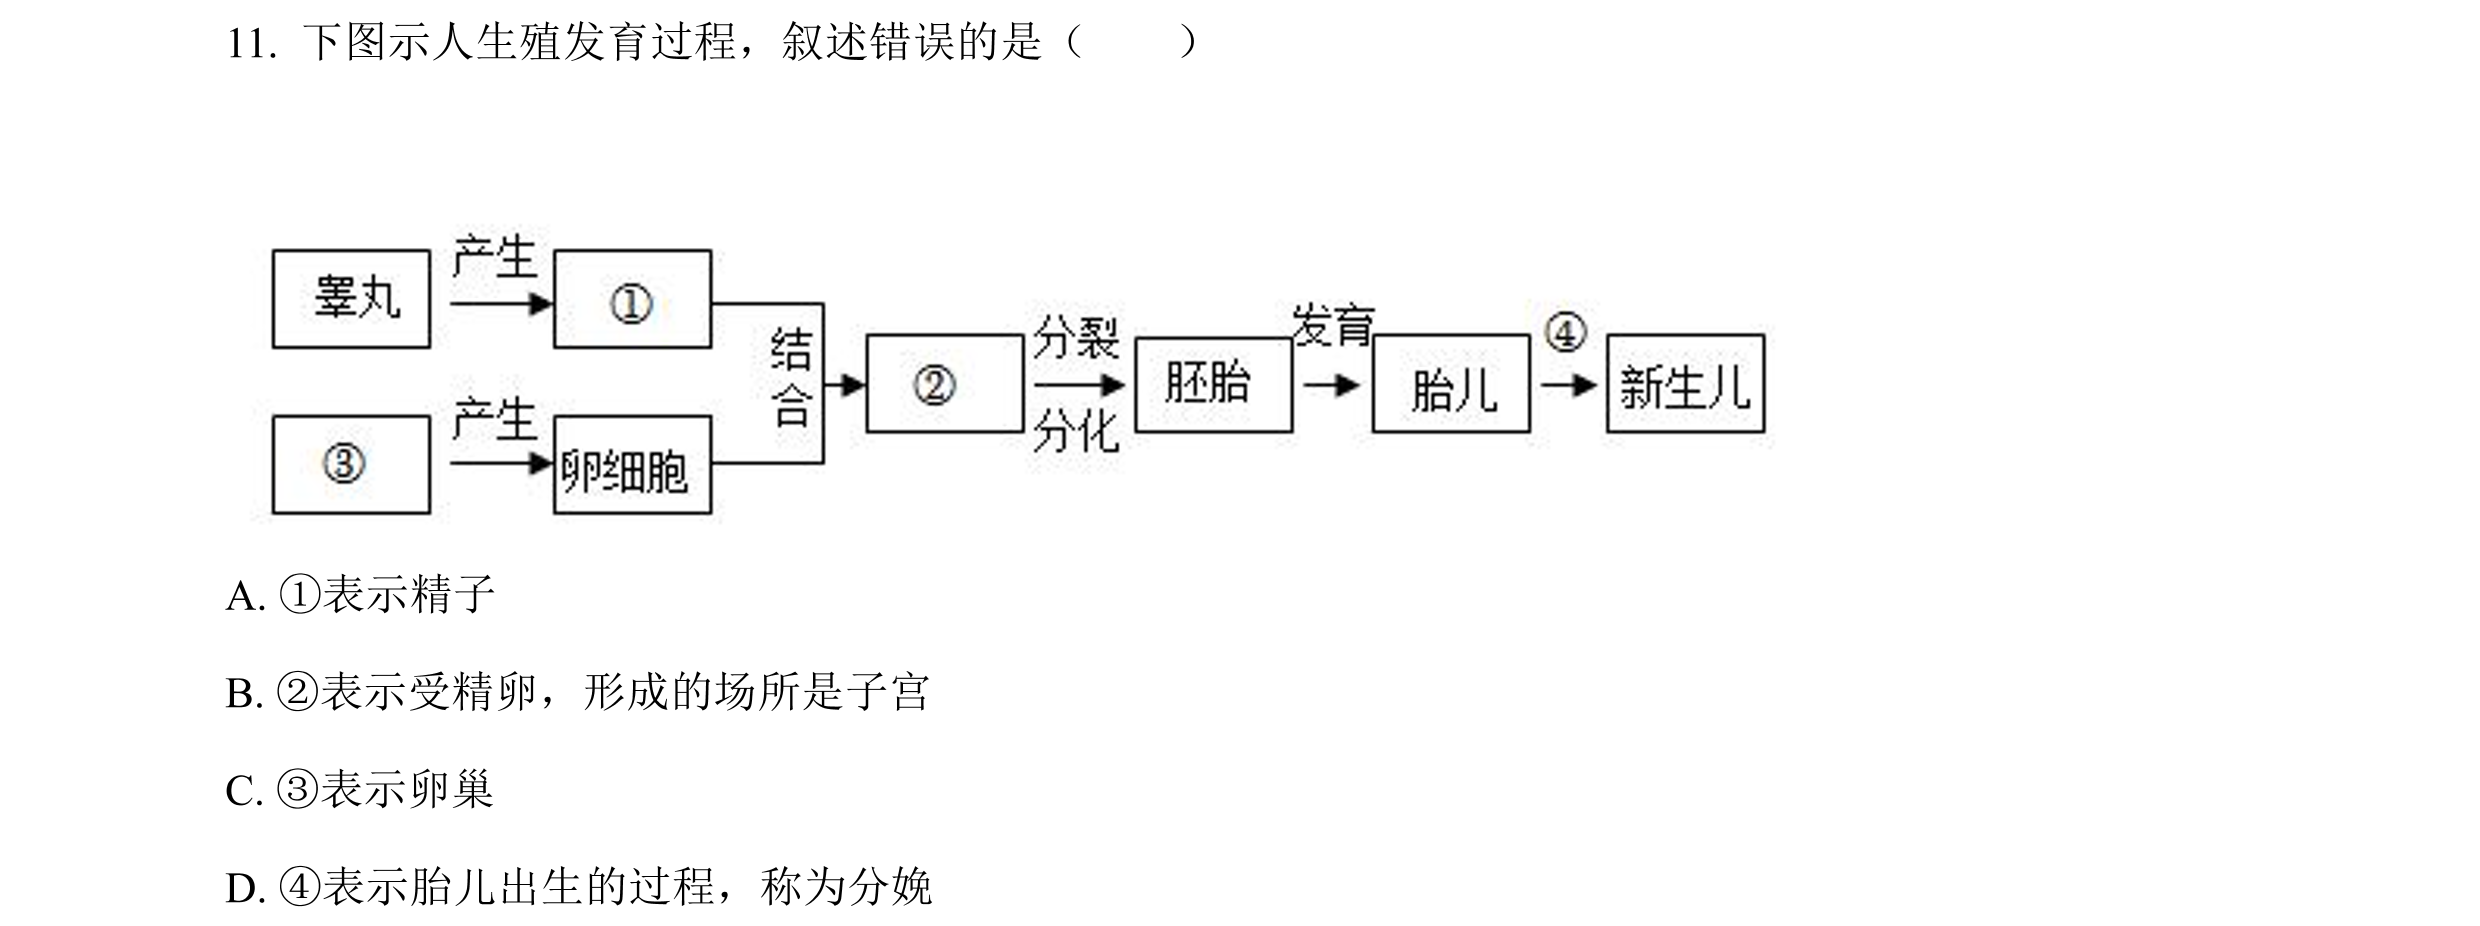 11. 下图示人生殖发育过程，叙述错误的是（　　）
睾丸
产生
①
③
产生
卵细胞
结
合
②
分裂
分化
胚胎
发育
胎儿
④
新生儿
A. ①表示精子
B. ②表示受精卵，形成的场所是子宫
C. ③表示卵巢
D. ④表示胎儿出生的过程，称为分娩